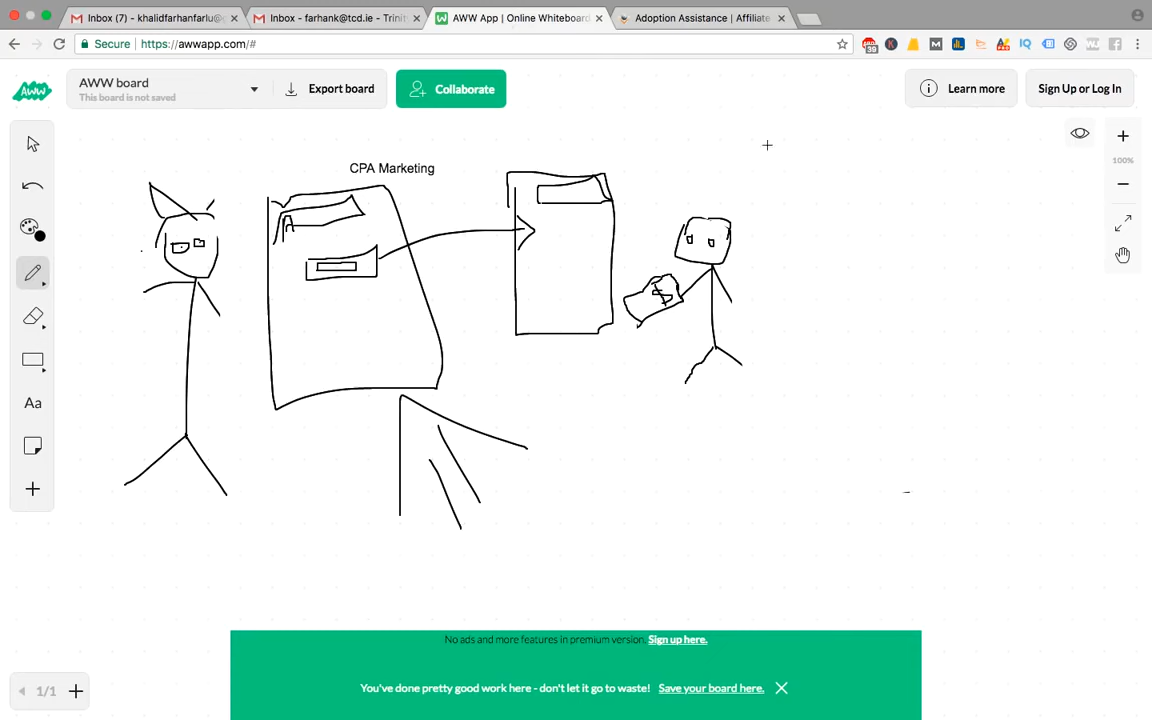 Inbox (7) - khalidfarhanfarlu@g
Inbox - farhank@tcd.ie - Trinit
AWW App | Online Whiteboard
Adoption Assistance | Affiliate
Secure
https://awwapp.com/#
39
AWW
AWW board
This board is not saved
Export board
Collaborate
Learn more
Sign Up or Log In
100%
CPA Marketing
A
$
Aa
1/1
No ads and more features in premium version. Sign up here.
You've done pretty good work here - don't let it go to waste! Save your board here.